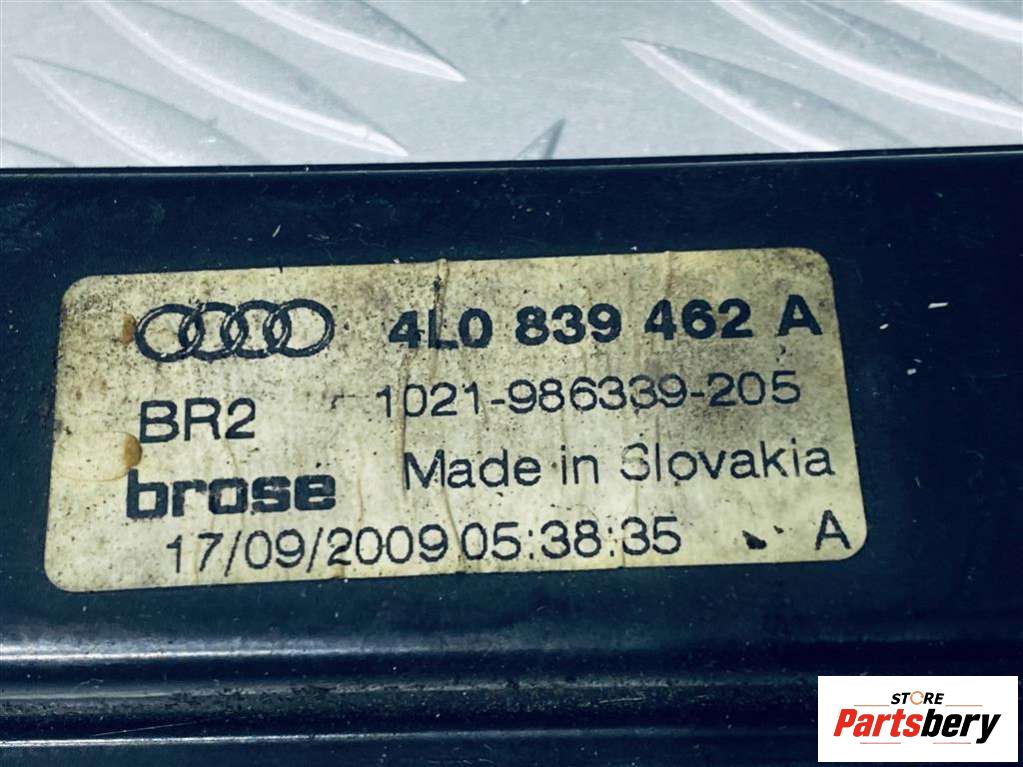 4L0 839 462 A
BR2
1021-986339-205
brose
Made in Slovakia
17/09/2009 05:38:35 A
STORE
Partsbery